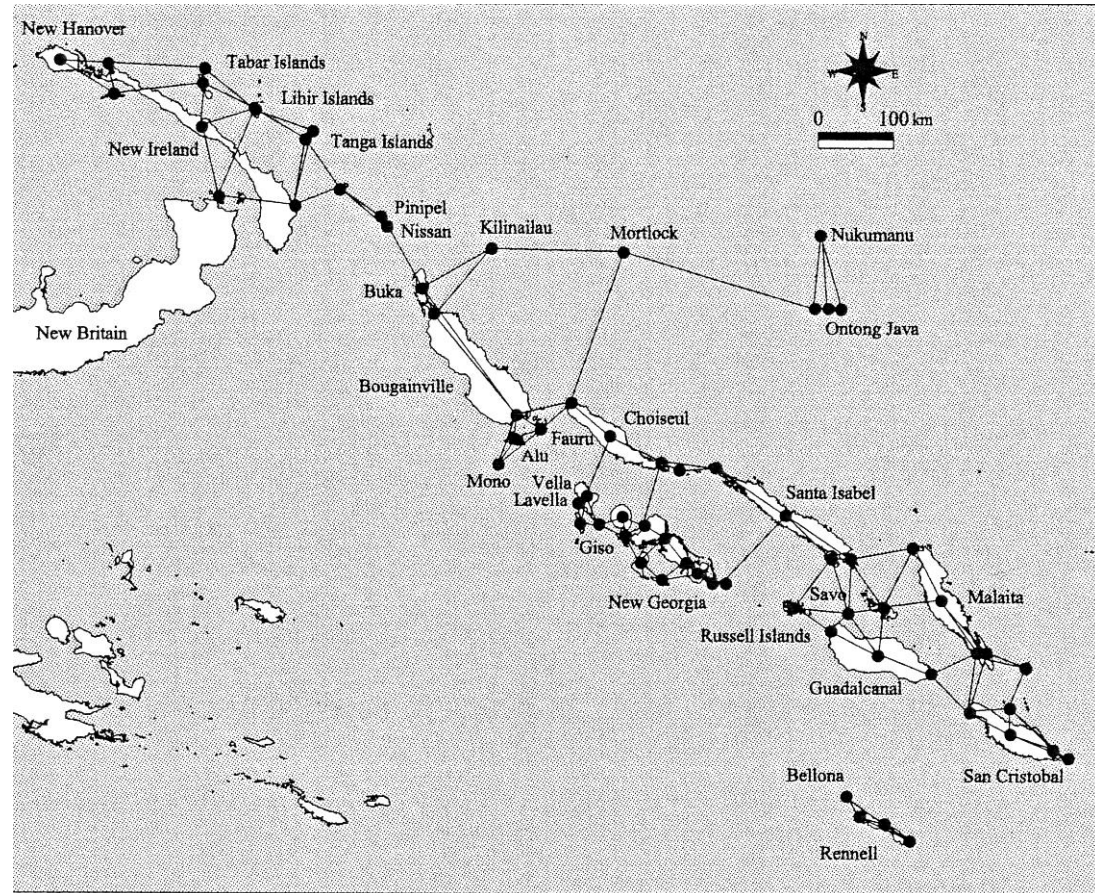 New Hanover
N
Tabar Islands
W
E
Lihir Islands
S
0
100 km
New Ireland
Tanga Islands
Pinipel
Nissan
Kilinailau
Mortlock
Nukumanu
Buka
New Britain
Ontong Java
Bougainville
Choiseul
Fauru
Alu
Mono
Vella
Lavella
Santa Isabel
Giso
New Georgia
Savo
Malaita
Russell Islands
Guadalcanal
San Cristobal
Bellona
Rennell